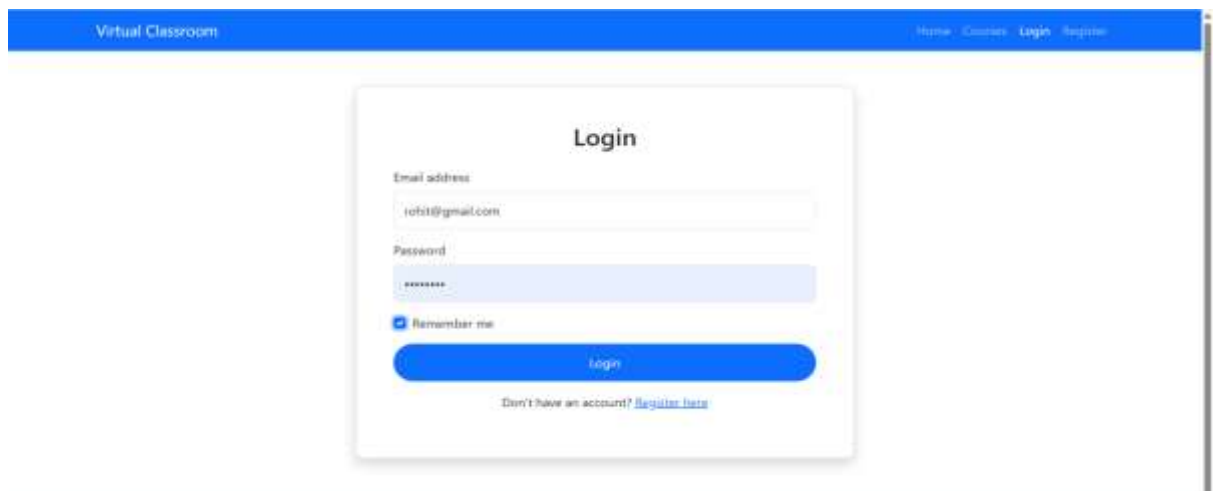 Virtual Classroom
Home Courses Login Register
Login
Email address
rohit@gmail.com
Password
••••••••
Remember me
Login
Don't have an account? Register here